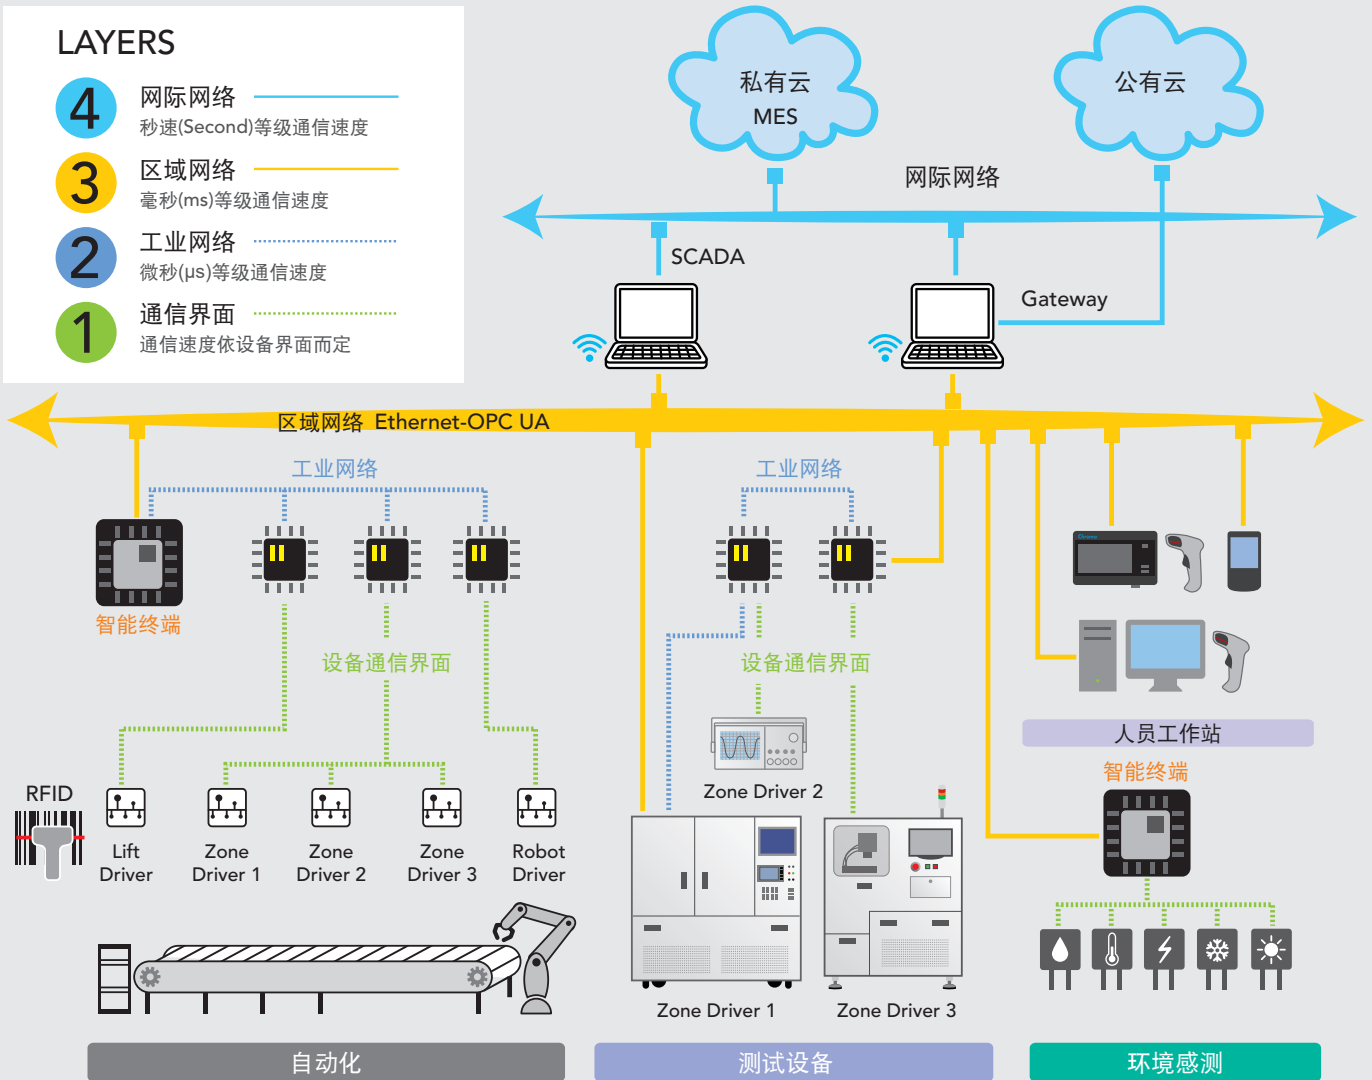 LAYERS
4
网际网络
秒速(Second)等级通信速度
3
区域网络
毫秒(ms)等级通信速度
2
工业网络
微秒(μs)等级通信速度
1
通信界面
通信速度依设备界面而定
私有云
MES
公有云
网际网络
SCADA
Gateway
区域网络 Ethernet-OPC UA
工业网络
工业网络
智能终端
设备通信界面
设备通信界面
Chroma
人员工作站
智能终端
RFID
Lift
Driver
Zone
Driver 1
Zone
Driver 2
Zone
Driver 3
Robot
Driver
Zone Driver 2
Zone Driver 1
Zone Driver 3
自动化
测试设备
环境感测